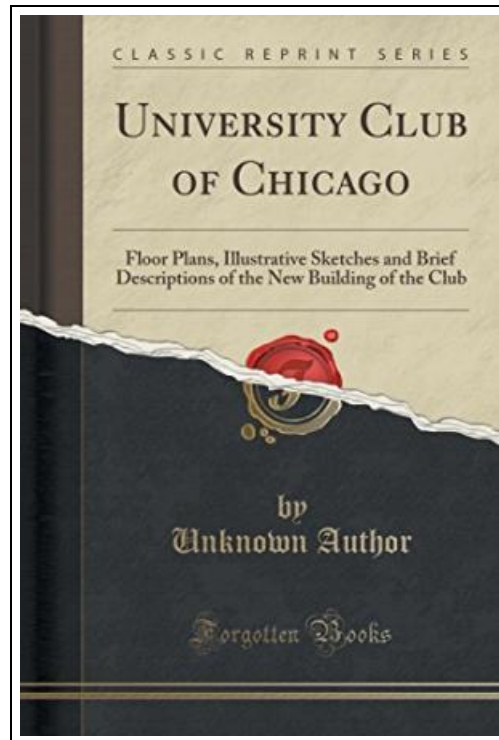 CLASSIC REPRINT SERIES
UNIVERSITY CLUB
OF CHICAGO
Floor Plans, Illustrative Sketches and Brief
Descriptions of the New Building of the Club
by
Unknown Author
Forgotten Books